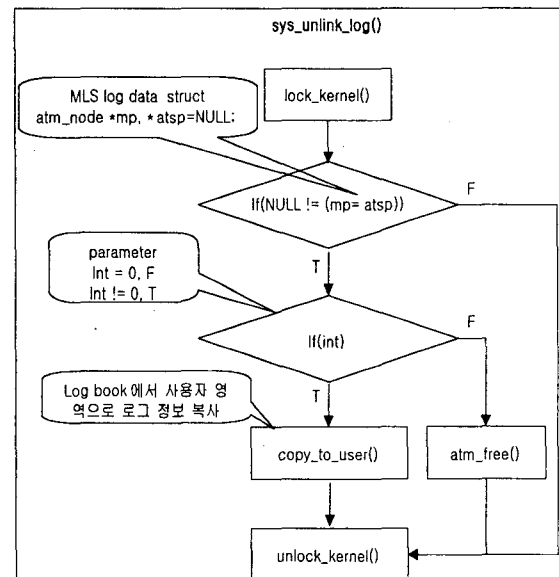 sys_unlink_log()
MLS log data struct
atm_node *mp, *atsp=NULL;
lock_kernel()
If(NULL != (mp= atsp))
F
T
parameter
Int = 0, F
Int != 0, T
If(int)
F
T
Log book에서 사용자 영
역으로 로그 정보 복사
copy_to_user()
atm_free()
unlock_kernel()